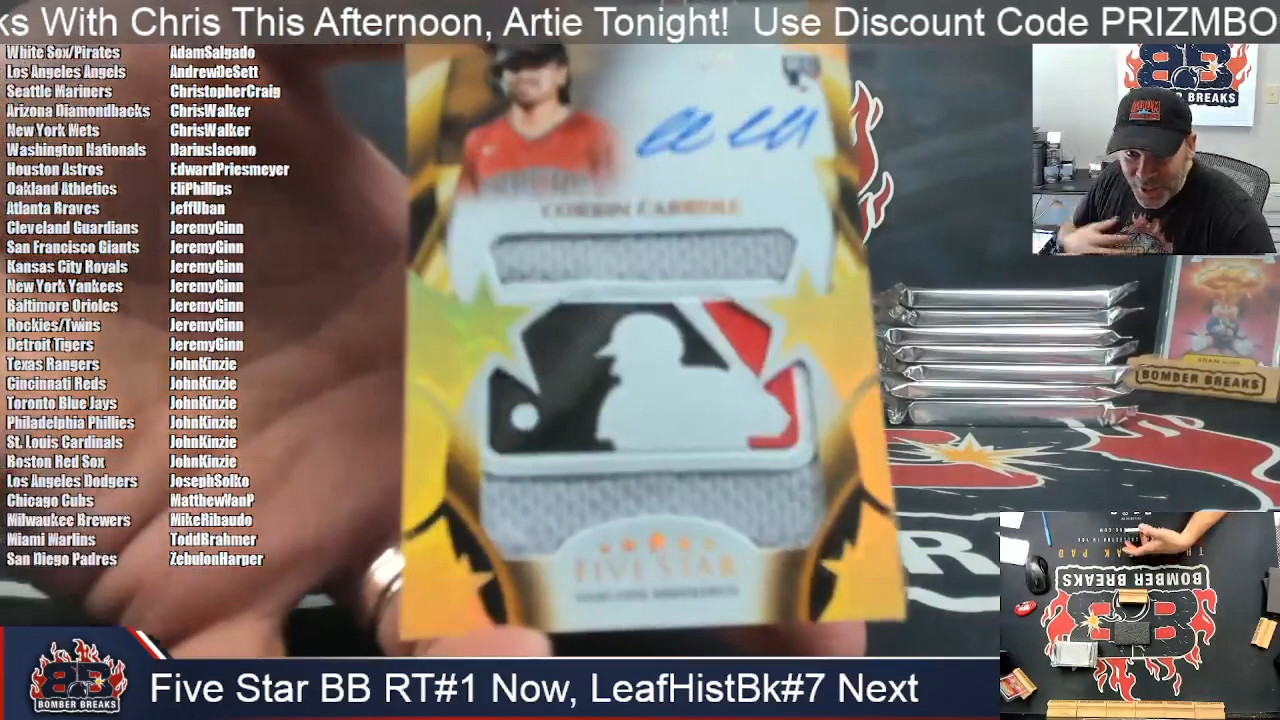 ks With Chris This Afternoon, Artie Tonight!  Use Discount Code PRIZMBO
White Sox/Pirates AdamSalgado
Los Angeles Angels AndrewDeSett
Seattle Mariners ChristopherCraig
Arizona Diamondbacks ChrisWalker
New York Mets ChrisWalker
Washington Nationals DariusIacono
Houston Astros EdwardPriesmeyer
Oakland Athletics EliPhillips
Atlanta Braves JeffUban
Cleveland Guardians JeremyGinn
San Francisco Giants JeremyGinn
Kansas City Royals JeremyGinn
New York Yankees JeremyGinn
Baltimore Orioles JeremyGinn
Rockies/Twins JeremyGinn
Detroit Tigers JeremyGinn
Texas Rangers JohnKinzie
Cincinnati Reds JohnKinzie
Toronto Blue Jays JohnKinzie
Philadelphia Phillies JohnKinzie
St. Louis Cardinals JohnKinzie
Boston Red Sox JohnKinzie
Los Angeles Dodgers JosephSolko
Chicago Cubs MatthewVanP
Milwaukee Brewers MikeRibaudo
Miami Marlins ToddBrahmer
San Diego Padres ZebulonHarper
CORBIN CARROLL
FIVE STAR
BB
R BREAKS
BOMBER BREAKS
R
BOMBER BREAKS
BB
BOMBER BREAKS
Five Star BB RT#1 Now, LeafHistBk#7 Next